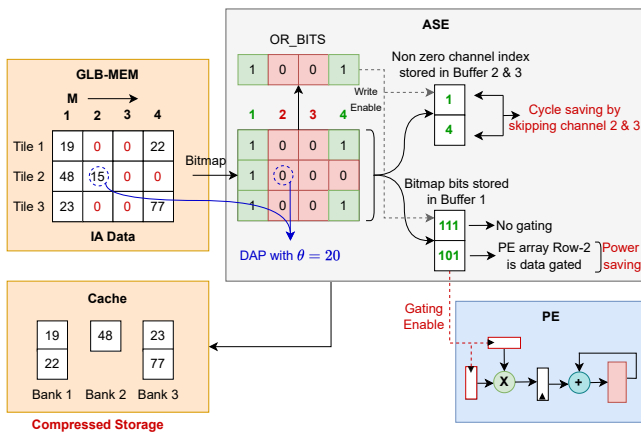 ASE
OR_BITS
1 0 0 1
Write
Enable
Non zero channel index
stored in Buffer 2 & 3
1
4
Cycle saving by
skipping channel 2 & 3
GLB-MEM
M
1 2 3 4
Tile 1 19 0 0 22
Tile 2 48 15 0 0
Tile 3 23 0 0 77
IA Data
Bitmap
1 2 3 4
1 0 0 1
1 0 0 0
1 0 0 1
DAP with θ = 20
Bitmap bits stored
in Buffer 1
111
101
No gating
PE array Row-2
is data gated
Power
saving
Cache
19 48 23
22 77
Bank 1 Bank 2 Bank 3
Compressed Storage
Gating
Enable
PE
X
+